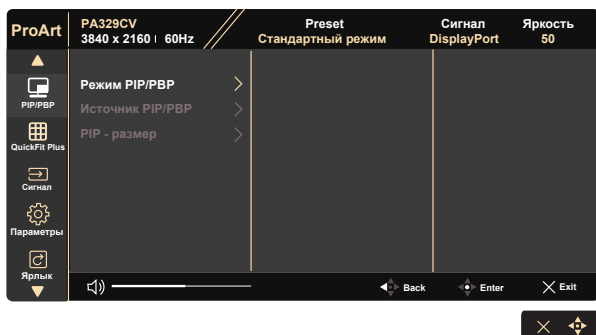 ProArt
PA329CV
3840 x 2160 60Hz
Preset
Стандартный режим
Сигнал
DisplayPort
Яркость
50
PIP/PBP
QuickFit Plus
Сигнал
Параметры
Ярлык
Режим PIP/PBP
Источник PIP/PBP
PIP - размер
Back
Enter
Exit